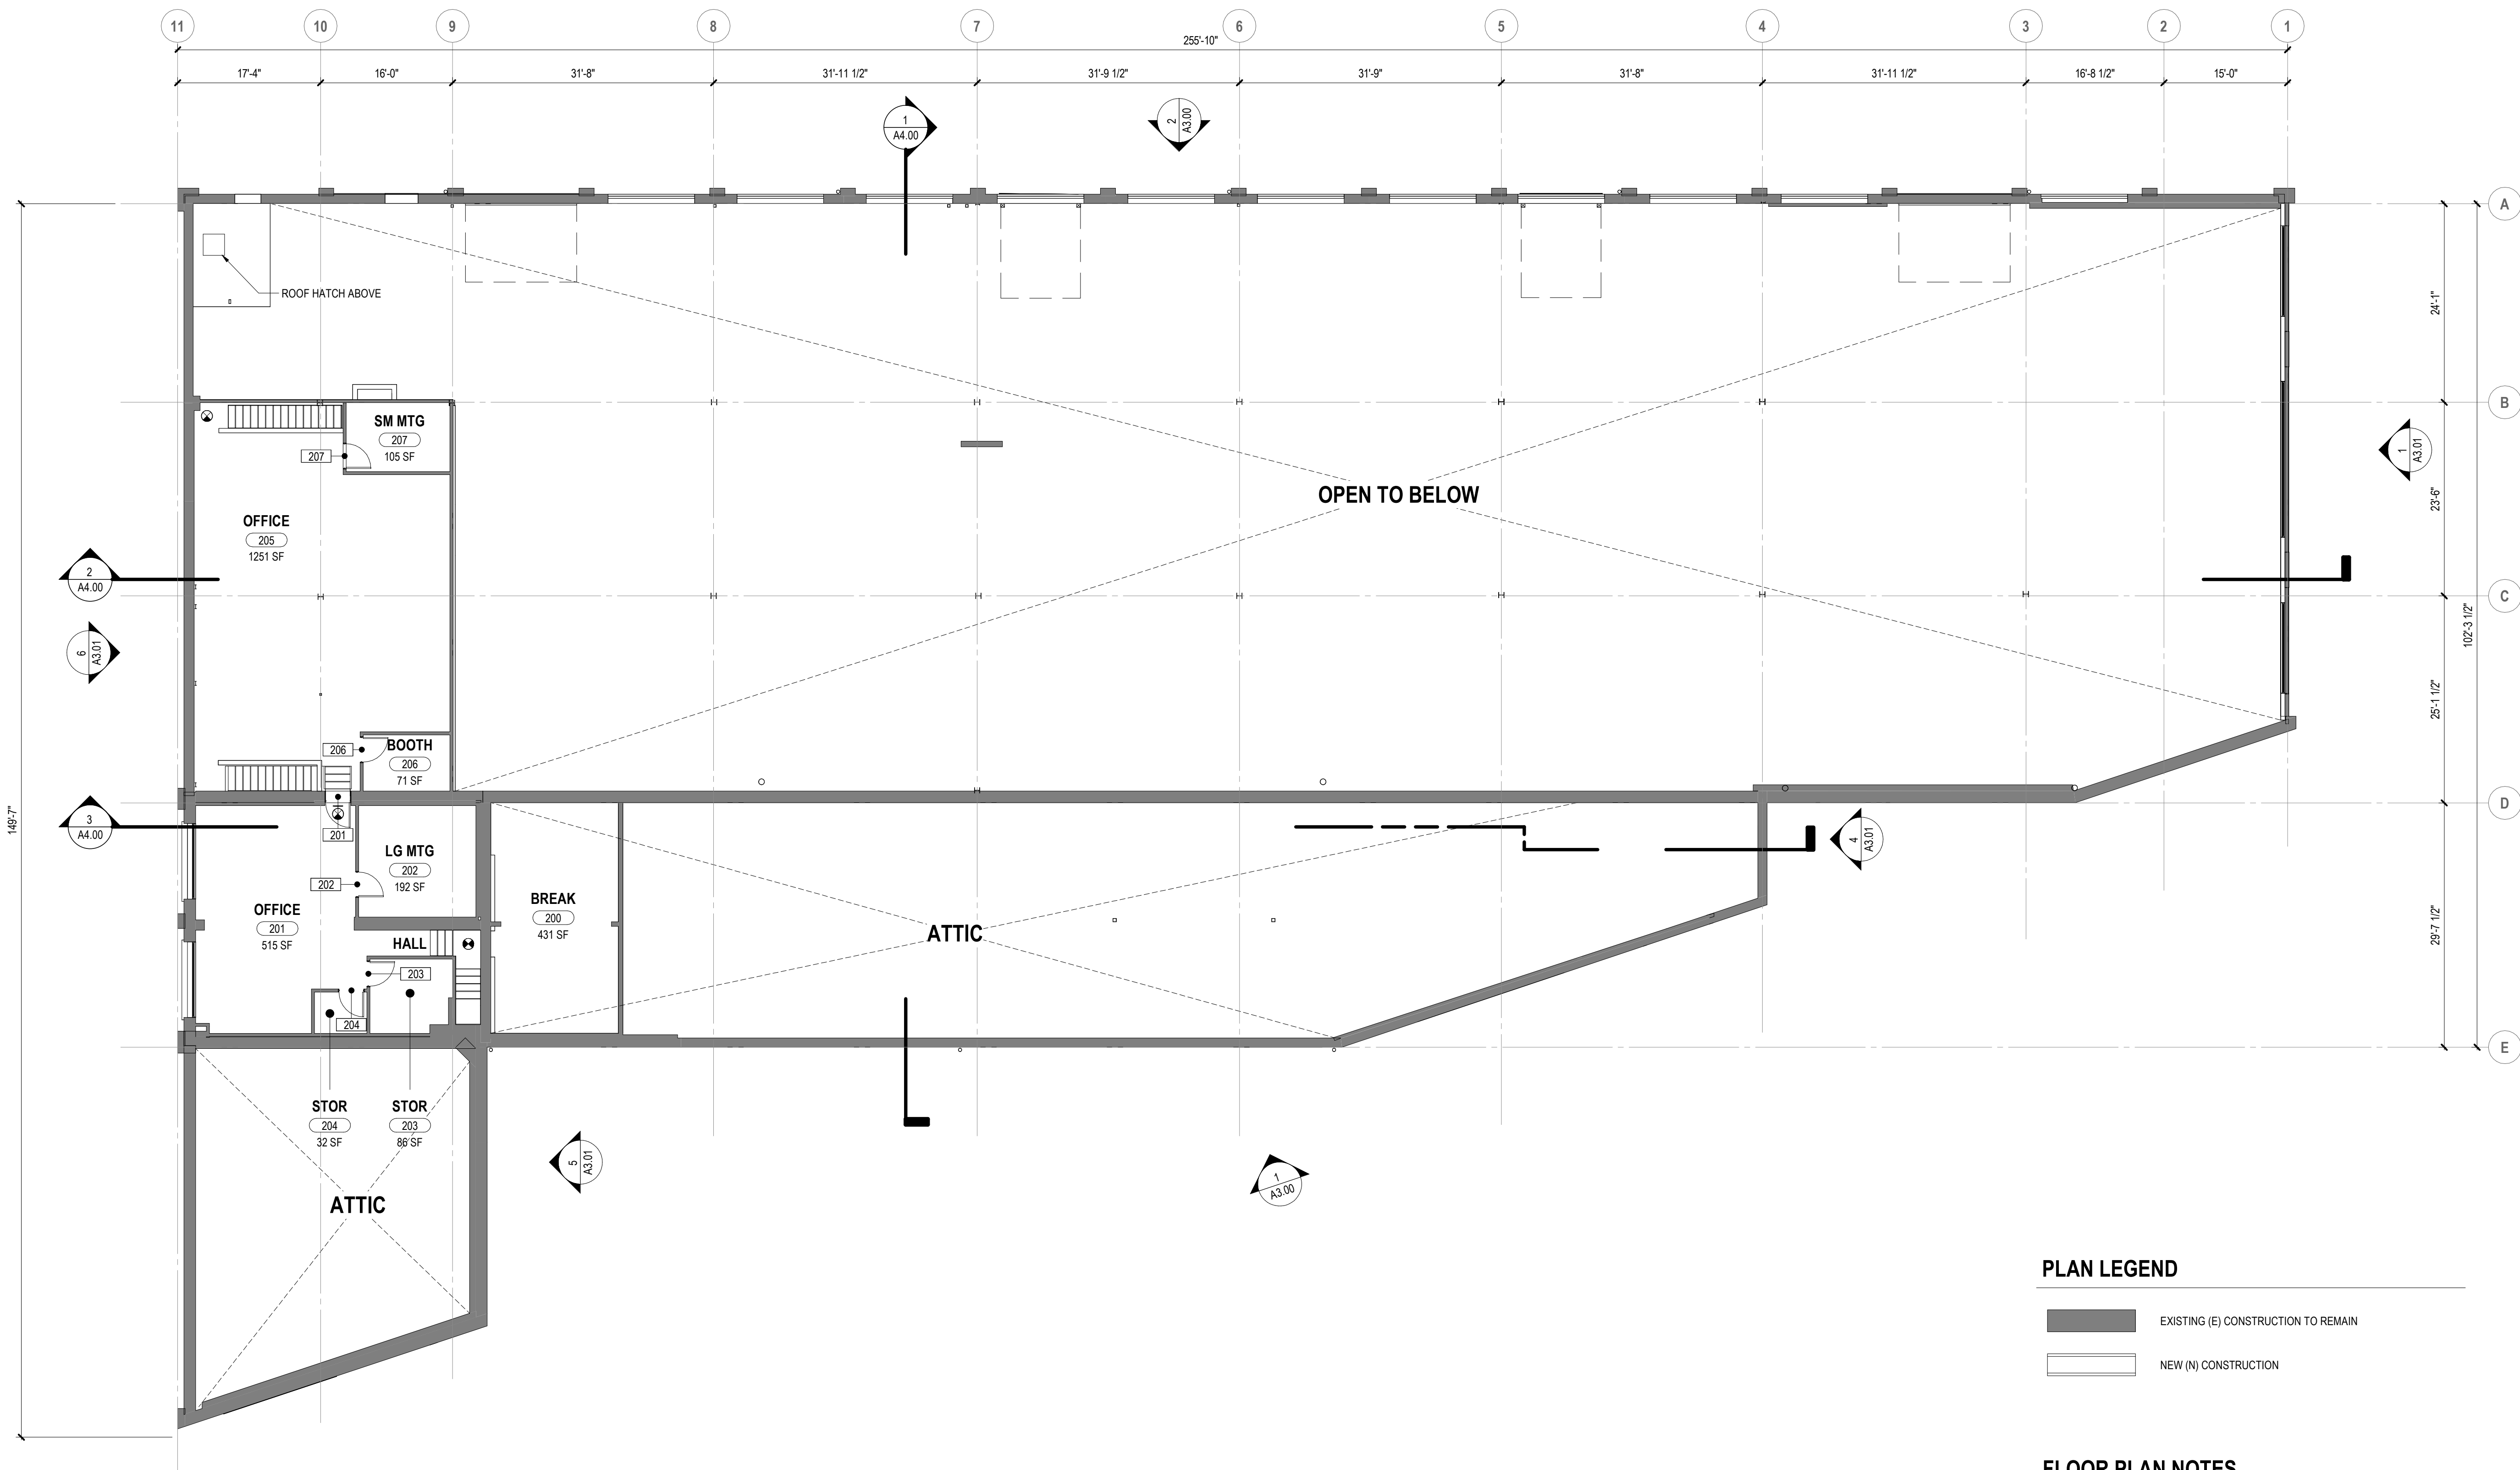 11 10 9 8 7 6 5 4 3 2 1
255'-10"
17'-4" 16'-0" 31'-8" 31'-11 1/2" 31'-9 1/2" 31'-9" 31'-8" 31'-11 1/2" 16'-8 1/2" 15'-0"
1
A4.00
2
A3.00
A
ROOF HATCH ABOVE
24'-1"
B
SM MTG
207
105 SF
207
1
A3.01
OPEN TO BELOW
23'-6"
OFFICE
205
1251 SF
2
A4.00
C
102'-3 1/2"
6
A3.01
25'-1 1/2"
206
BOOTH
206
71 SF
D
149'-7"
3
A4.00
201
LG MTG
202
192 SF
202
4
A3.01
OFFICE
201
515 SF
BREAK
200
431 SF
29'-7 1/2"
HALL
ATTIC
203
204
E
STOR
204
32 SF
STOR
203
86 SF
5
A3.01
1
A3.00
ATTIC
PLAN LEGEND
EXISTING (E) CONSTRUCTION TO REMAIN
NEW (N) CONSTRUCTION
FLOOR PLAN NOTES